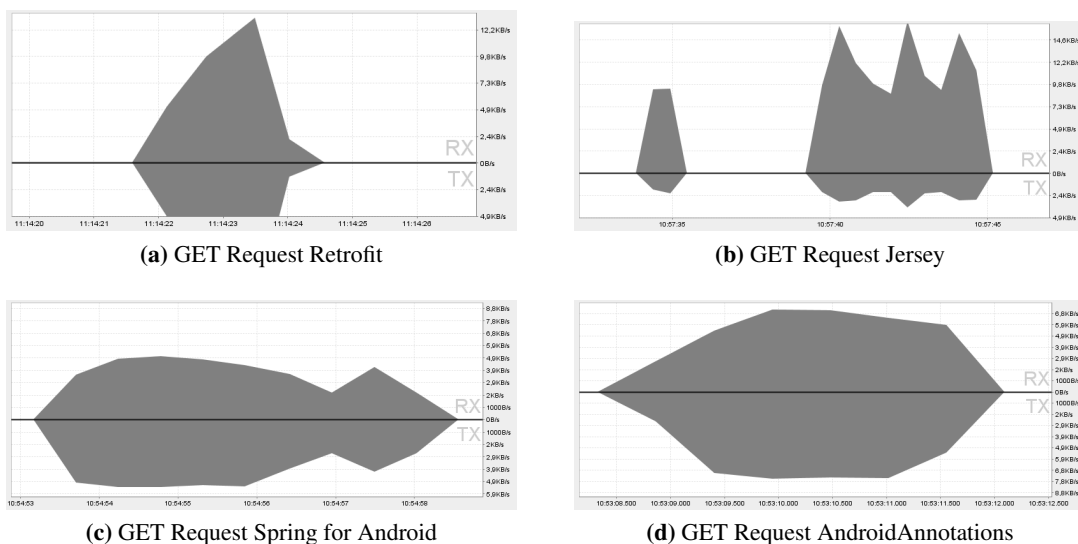 12,2KB/s
9,8KB/s
7,3KB/s
4,9KB/s
2,4KB/s
RX
0B/s
TX
2,4KB/s
4,9KB/s
11:14:20 11:14:21 11:14:22 11:14:23 11:14:24 11:14:25 11:14:26
(a) GET Request Retrofit
14,6KB/s
12,2KB/s
9,8KB/s
7,3KB/s
4,9KB/s
2,4KB/s
RX
0B/s
TX
2,4KB/s
4,9KB/s
10:57:35 10:57:40 10:57:45
(b) GET Request Jersey
8,8KB/s
7,8KB/s
6,8KB/s
5,9KB/s
4,9KB/s
3,9KB/s
2,9KB/s
2KB/s
1000B/s
RX
0B/s
TX
1000B/s
2KB/s
2,9KB/s
3,9KB/s
4,9KB/s
5,9KB/s
10:54:53 10:54:54 10:54:55 10:54:56 10:54:57 10:54:58
(c) GET Request Spring for Android
6,8KB/s
5,9KB/s
4,9KB/s
3,9KB/s
2,9KB/s
2KB/s
1000B/s
RX
0B/s
TX
1000B/s
2KB/s
2,9KB/s
3,9KB/s
4,9KB/s
5,9KB/s
6,8KB/s
7,8KB/s
8,8KB/s
10:53:08.500 10:53:09.000 10:53:09.500 10:53:10.000 10:53:10.500 10:53:11.000 10:53:11.500 10:53:12.000 10:53:12.500
(d) GET Request AndroidAnnotations